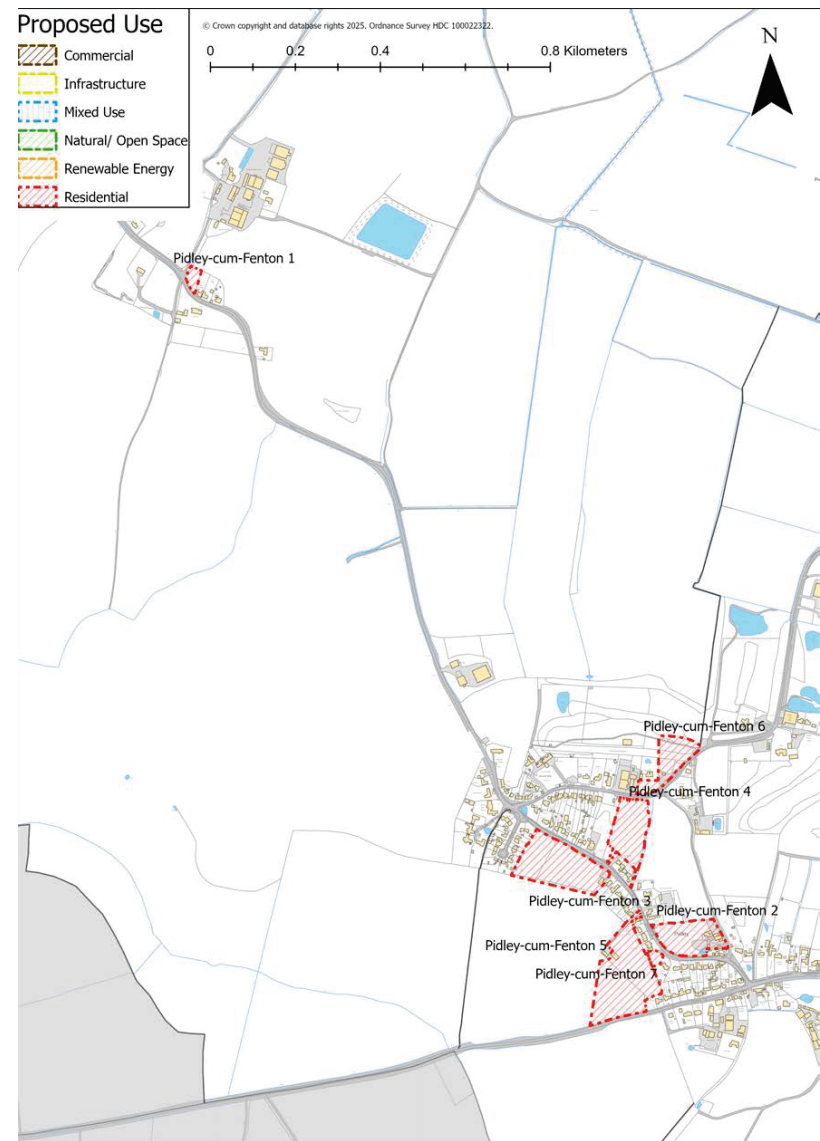 Proposed Use
Commercial
Infrastructure
Mixed Use
Natural/ Open Space
Renewable Energy
Residential
© Crown copyright and database rights 2025. Ordnance Survey HDC 100022322.
0 0.2 0.4 0.8 Kilometers
N
Pidley-cum-Fenton 1
Pidley-cum-Fenton 6
Pidley-cum-Fenton 4
Pidley-cum-Fenton 3
Pidley-cum-Fenton 2
Pidley-cum-Fenton 5
Pidley-cum-Fenton 7